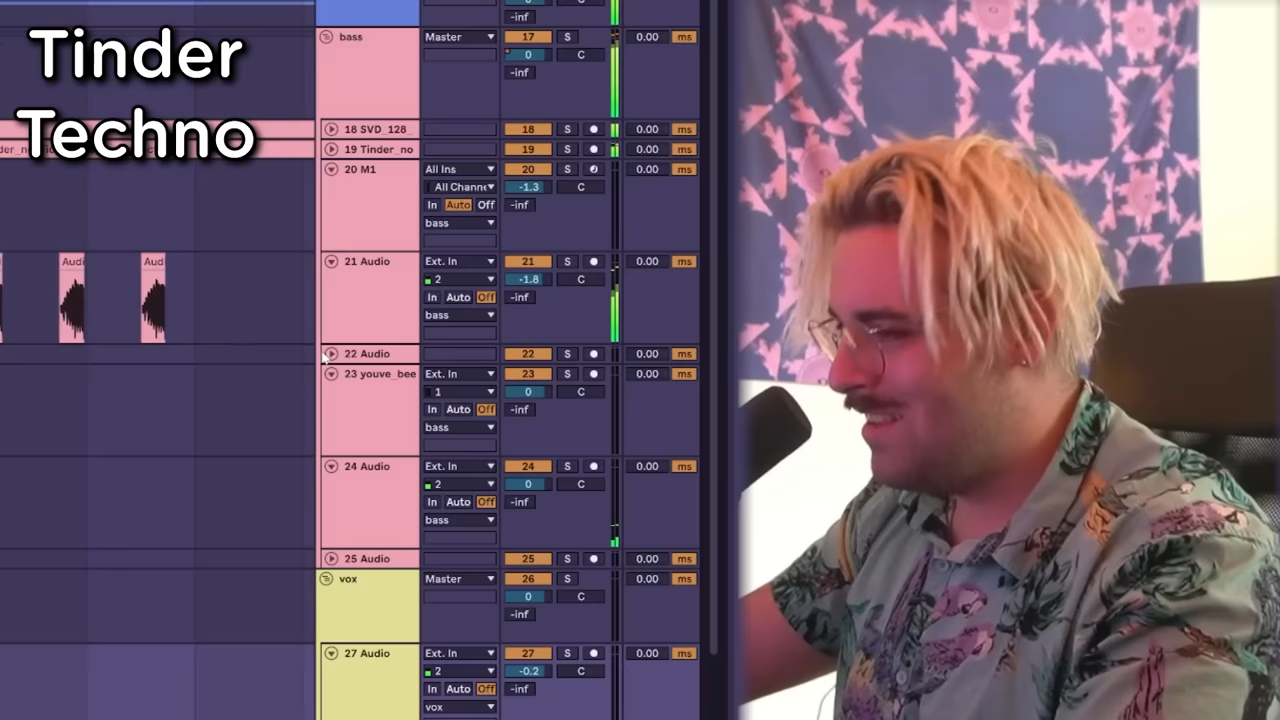 Tinder
Techno
-inf C
bass Master 17 S 0.00 ms
0 C
-inf
18 SVD_128_ 18 S 0.00 ms
19 Tinder_no 19 S 0.00 ms
20 M1 All Ins 20 S 0.00 ms
All Channe -1.3 C
In Auto Off -inf
bass
Audi Aud 21 Audio Ext. In 21 S 0.00 ms
2 -1.8 C
In Auto Off -inf
bass
22 Audio 22 S 0.00 ms
23 youve_bee Ext. In 23 S 0.00 ms
1 0 C
In Auto Off -inf
bass
24 Audio Ext. In 24 S 0.00 ms
2 0 C
In Auto Off -inf
bass
25 Audio 25 S 0.00 ms
vox Master 26 S 0.00 ms
0 C
-inf
27 Audio Ext. In 27 S 0.00 ms
2 -0.2 C
In Auto Off -inf
vox